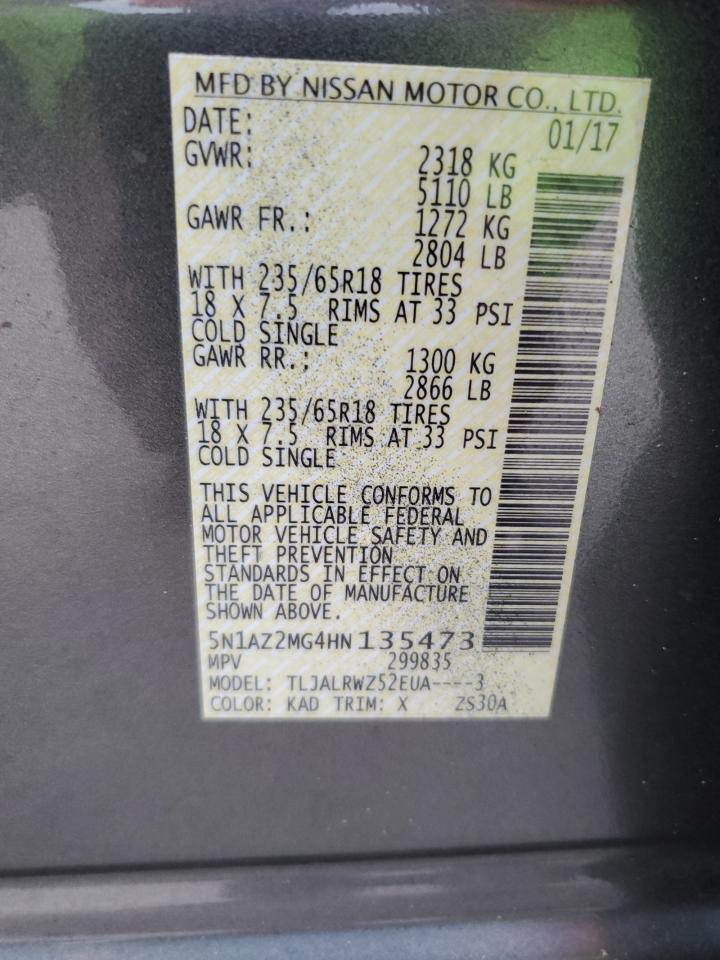 MFD BY NISSAN MOTOR CO., LTD.
DATE: 01/17
GVWR: 2318 KG
5110 LB
GAWR FR.: 1272 KG
2804 LB
WITH 235/65R18 TIRES
18 X 7.5 RIMS AT 33 PSI
COLD SINGLE
GAWR RR.: 1300 KG
2866 LB
WITH 235/65R18 TIRES
18 X 7.5 RIMS AT 33 PSI
COLD SINGLE
THIS VEHICLE CONFORMS TO
ALL APPLICABLE FEDERAL
MOTOR VEHICLE SAFETY AND
THEFT PREVENTION
STANDARDS IN EFFECT ON
THE DATE OF MANUFACTURE
SHOWN ABOVE.
5N1AZ2MG4HN135473
MPV 299835
MODEL: TLJALRWZ52EUA----3
COLOR: KAD TRIM: X ZS30A